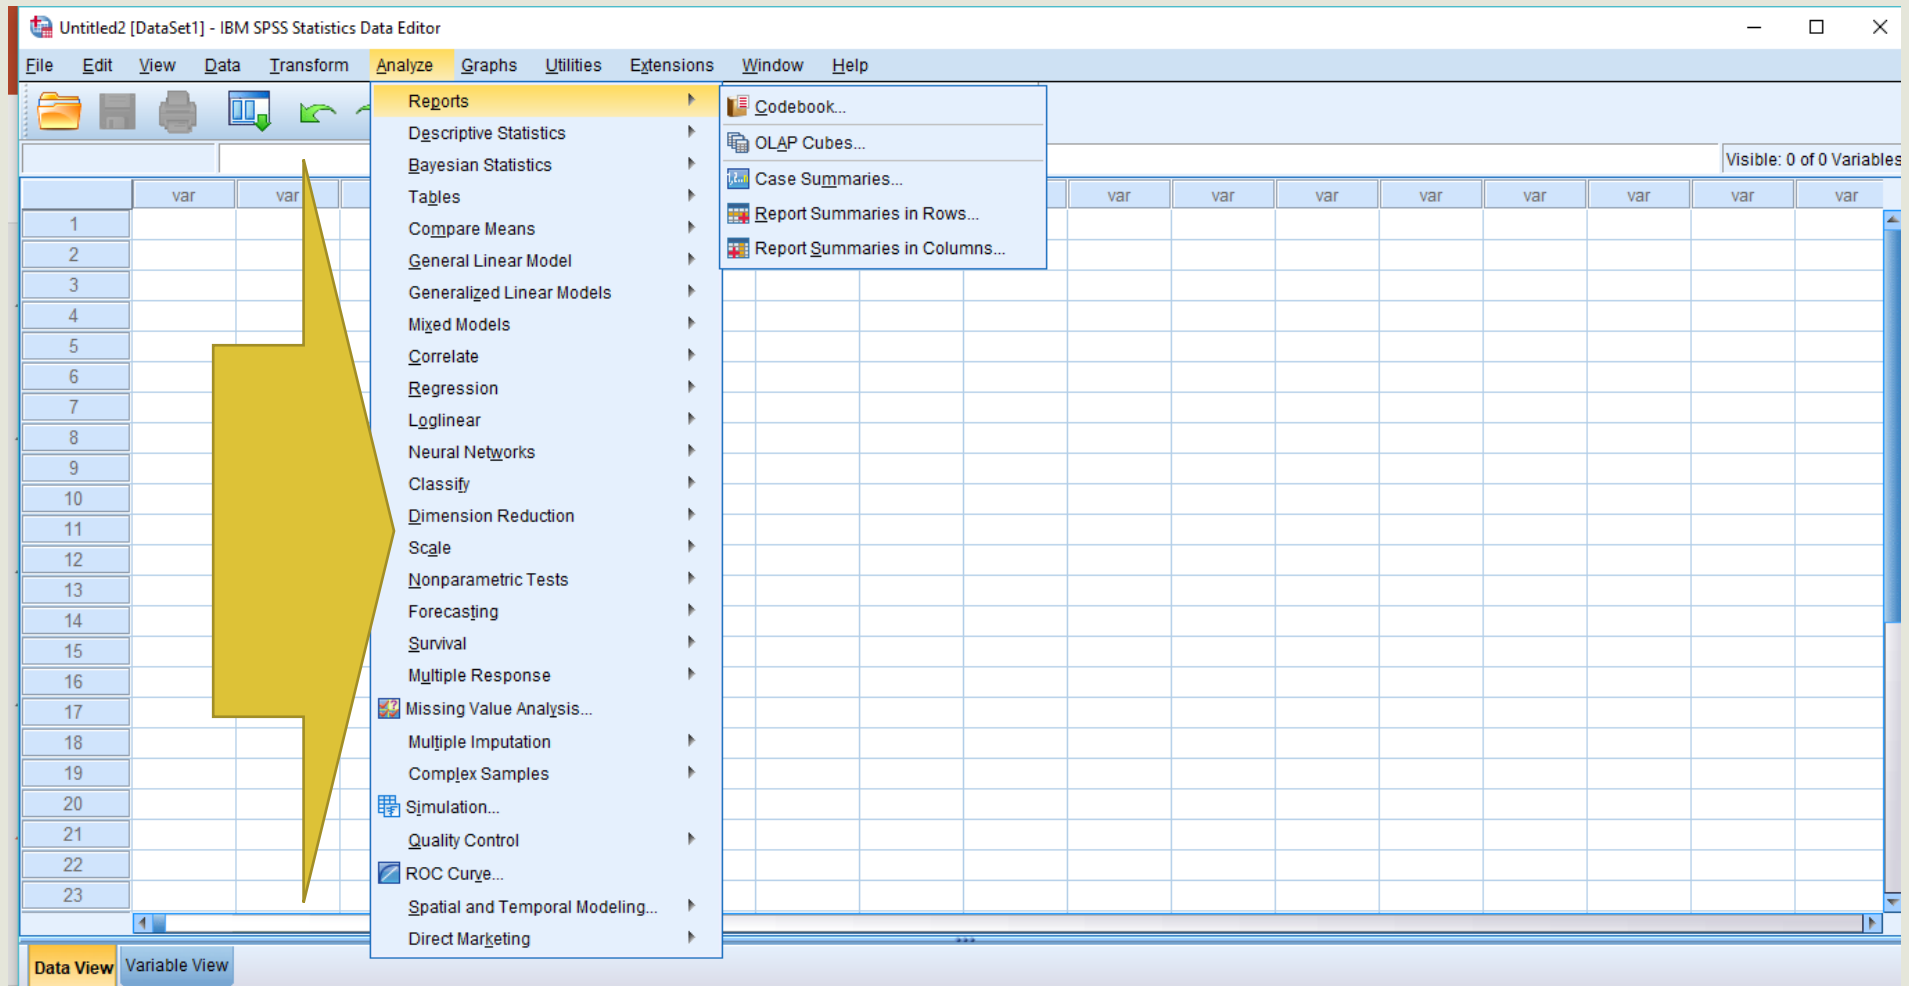 Untitled2 [DataSet1] - IBM SPSS Statistics Data Editor
File Edit View Data Transform Analyze Graphs Utilities Extensions Window Help
Visible: 0 of 0 Variables
var var var var var var var var var var
1
2
3
4
5
6
7
8
9
10
11
12
13
14
15
16
17
18
19
20
21
22
23
Reports
Descriptive Statistics
Bayesian Statistics
Tables
Compare Means
General Linear Model
Generalized Linear Models
Mixed Models
Correlate
Regression
Loglinear
Neural Networks
Classify
Dimension Reduction
Scale
Nonparametric Tests
Forecasting
Survival
Multiple Response
Missing Value Analysis...
Multiple Imputation
Complex Samples
Simulation...
Quality Control
ROC Curve...
Spatial and Temporal Modeling...
Direct Marketing
Codebook...
OLAP Cubes...
Case Summaries...
Report Summaries in Rows...
Report Summaries in Columns...
Data View Variable View